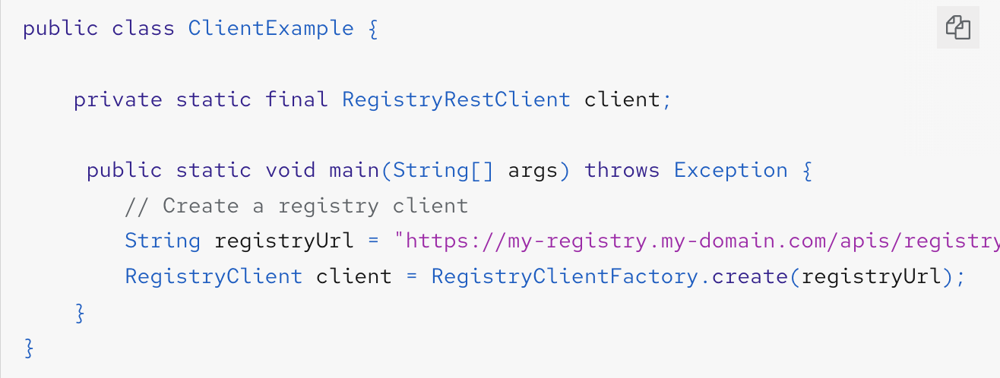 public class ClientExample {
private static final RegistryRestClient client;
public static void main(String[] args) throws Exception {
// Create a registry client
String registryUrl = "https://my-registry.my-domain.com/apis/registry
RegistryClient client = RegistryClientFactory.create(registryUrl);
}
}